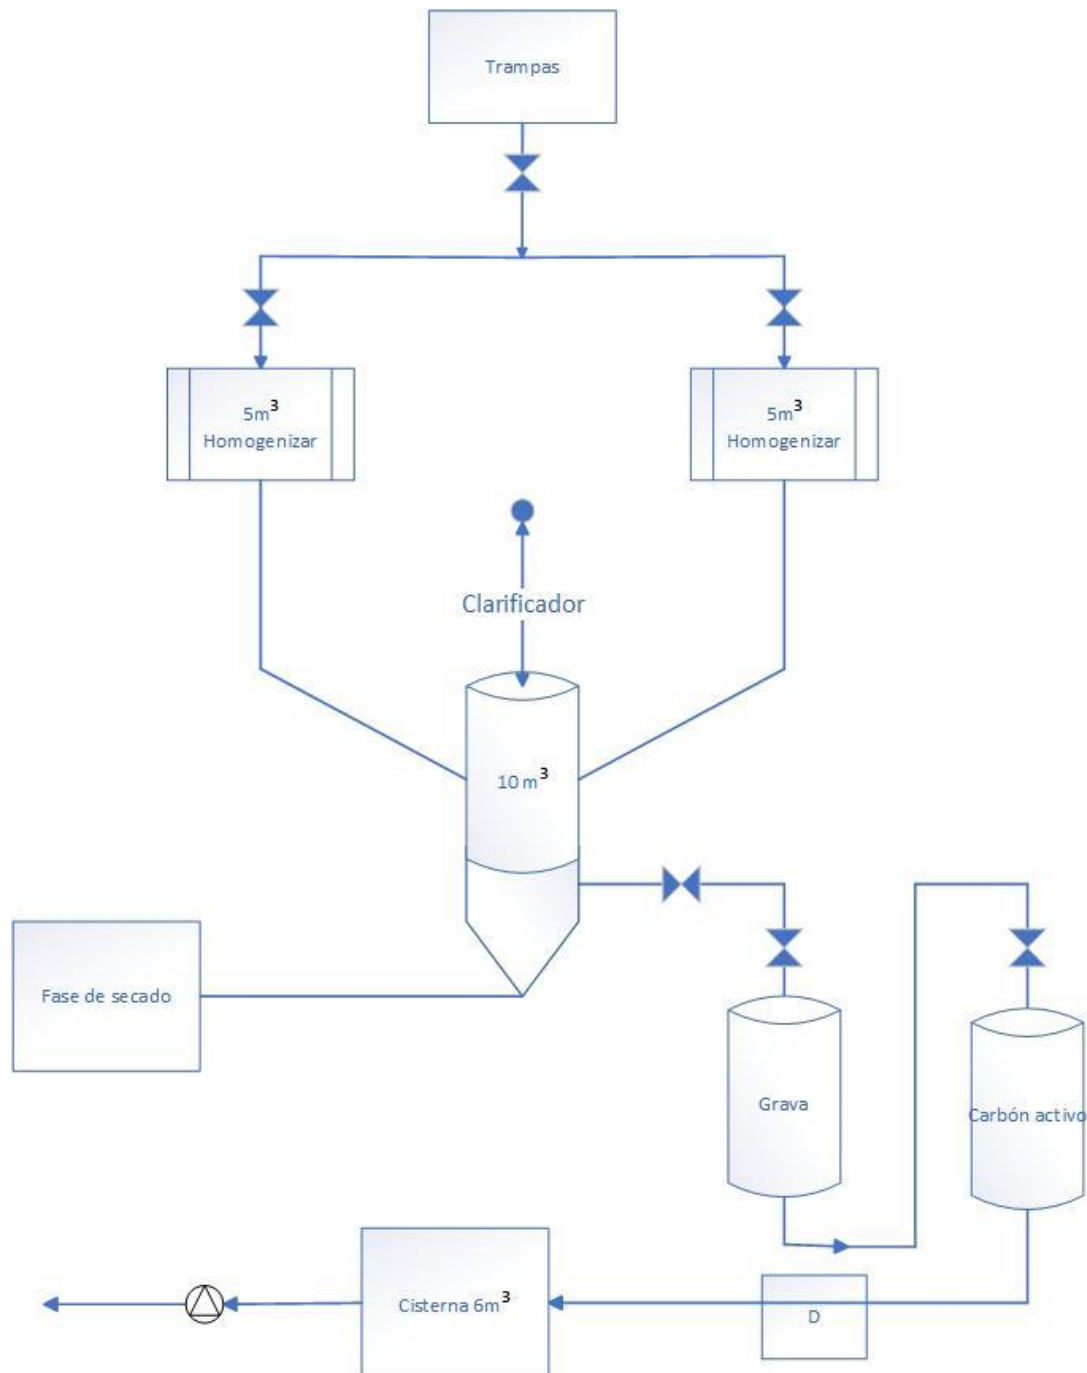 Trampas
5m³
Homogenizar
5m³
Homogenizar
Clarificador
10 m³
Fase de secado
Grava
Carbón activo
Cisterna 6m³
D